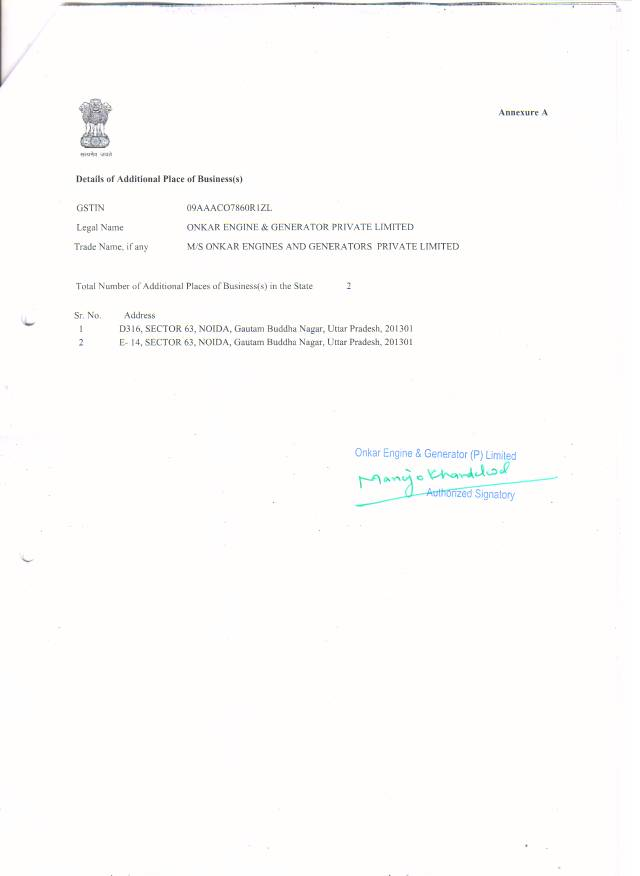 Annexure A
सत्यमेव जयते
Details of Additional Place of Business(s)
GSTIN 09AAACO7860R1ZL
Legal Name ONKAR ENGINE & GENERATOR PRIVATE LIMITED
Trade Name, if any M/S ONKAR ENGINES AND GENERATORS PRIVATE LIMITED
Total Number of Additional Places of Business(s) in the State 2
Sr. No. Address
1 D316, SECTOR 63, NOIDA, Gautam Buddha Nagar, Uttar Pradesh, 201301
2 E- 14, SECTOR 63, NOIDA, Gautam Buddha Nagar, Uttar Pradesh, 201301
Onkar Engine & Generator (P) Limited
Authorized Signatory